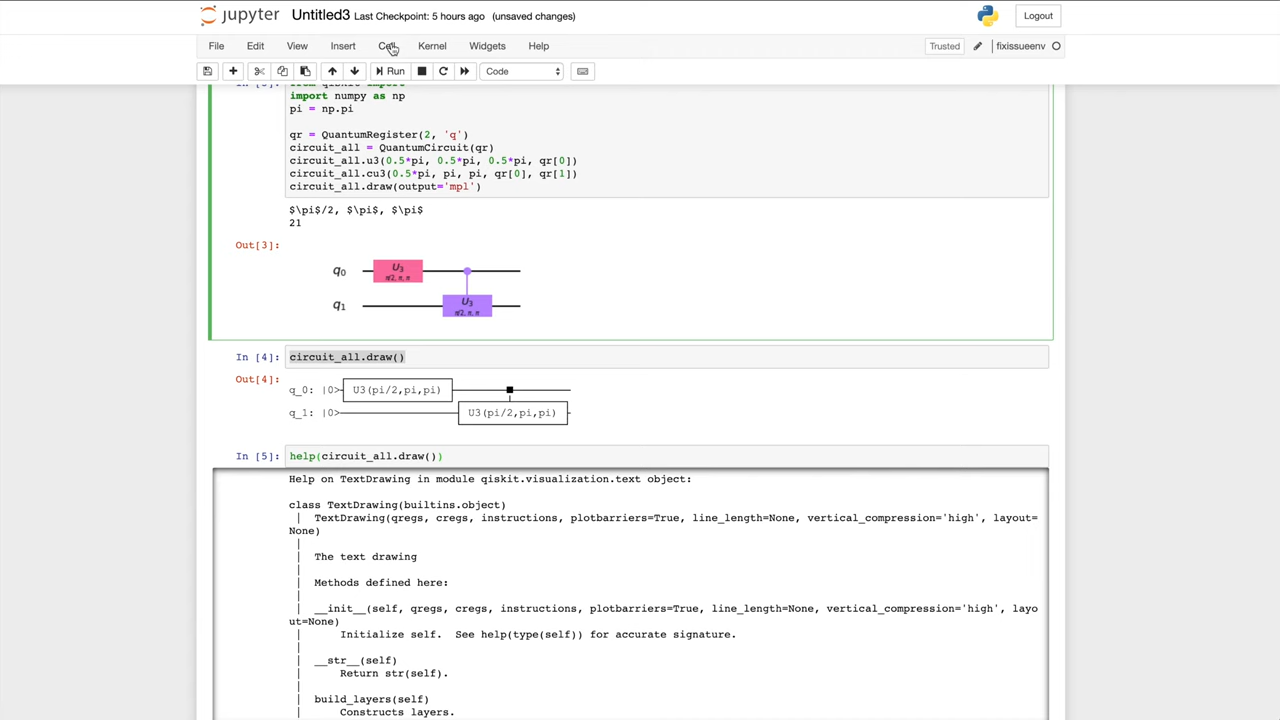 jupyter Untitled3 Last Checkpoint: 5 hours ago (unsaved changes) Logout
File Edit View Insert Cell Kernel Widgets Help Trusted fixissueenv
Run Code
In [3]: from qiskit import *
import numpy as np
pi = np.pi
qr = QuantumRegister(2, 'q')
circuit_all = QuantumCircuit(qr)
circuit_all.u3(0.5*pi, 0.5*pi, 0.5*pi, qr[0])
circuit_all.cu3(0.5*pi, pi, pi, qr[0], qr[1])
circuit_all.draw(output='mpl')
$\pi$/2, $\pi$, $\pi$
21
Out[3]:
q0 U3
π/2, π, π
q1 U3
π/2, π, π
In [4]: circuit_all.draw()
Out[4]:
q_0: |0> U3(pi/2,pi,pi)
q_1: |0> U3(pi/2,pi,pi)
In [5]: help(circuit_all.draw())
Help on TextDrawing in module qiskit.visualization.text object:
class TextDrawing(builtins.object)
| TextDrawing(qregs, cregs, instructions, plotbarriers=True, line_length=None, vertical_compression='high', layout=
None)
|
| The text drawing
|
| Methods defined here:
|
| __init__(self, qregs, cregs, instructions, plotbarriers=True, line_length=None, vertical_compression='high', layo
ut=None)
| Initialize self. See help(type(self)) for accurate signature.
|
| __str__(self)
| Return str(self).
|
| build_layers(self)
| Constructs layers.